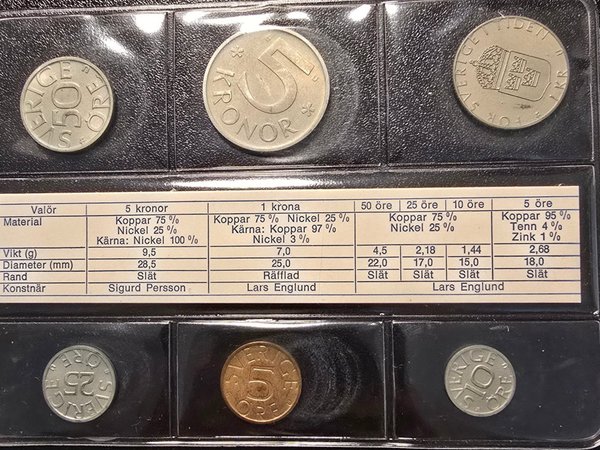 SVERIGE
50
ÖRE
5
KRONOR
SVERIGES TIDEN I
1 KR
Valör 5 kronor 1 krona 50 öre 25 öre 10 öre 5 öre
Material Koppar 75 % Koppar 75 % Nickel 25 % Koppar 75 % Koppar 95 %
Nickel 25 % Kärna: Koppar 97 % Nickel 25 % Tenn 4 %
Kärna: Nickel 100 % Nickel 3 % Zink 1 %
Vikt (g) 9,5 7,0 4,5 2,18 1,44 2,68
Diameter (mm) 28,5 25,0 22,0 17,0 15,0 18,0
Rand Slät Räfflad Slät Slät Slät Slät
Konstnär Sigurd Persson Lars Englund Lars Englund
ÖRE
25
SVERIGE
SVERIGE
5
ÖRE
SVERIGE
10
ÖRE